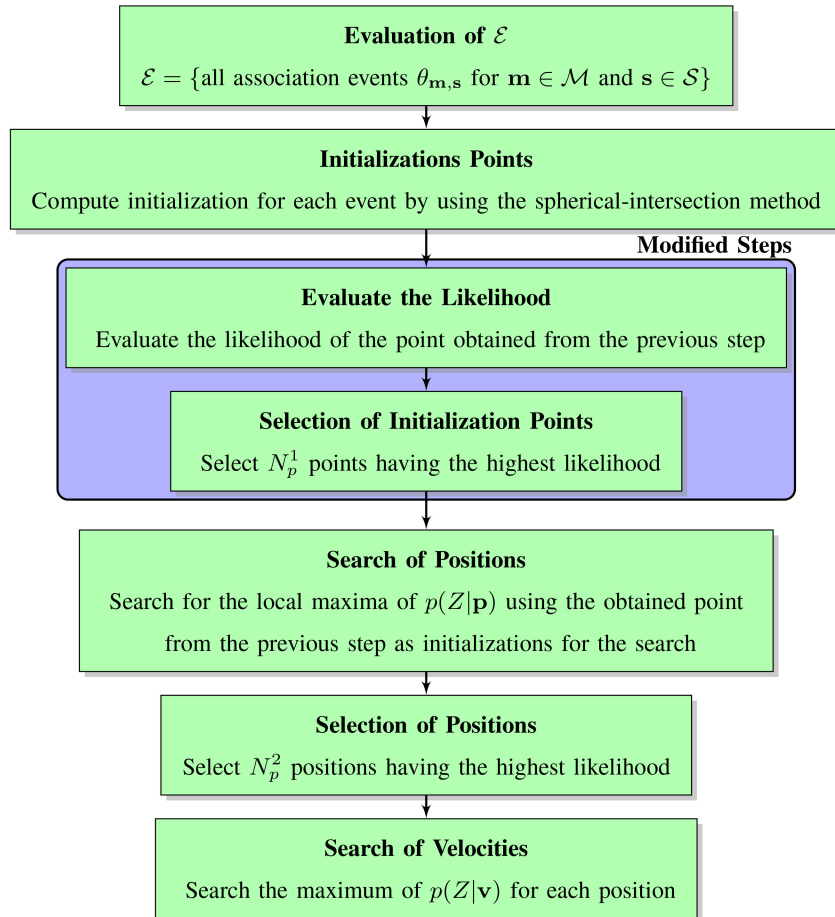 Evaluation of ℰ
ℰ = {all association events θ_{m,s} for m ∈ ℳ and s ∈ 𝒮}
Initializations Points
Compute initialization for each event by using the spherical-intersection method
Modified Steps
Evaluate the Likelihood
Evaluate the likelihood of the point obtained from the previous step
Selection of Initialization Points
Select N_p^1 points having the highest likelihood
Search of Positions
Search for the local maxima of p(Z|p) using the obtained point
from the previous step as initializations for the search
Selection of Positions
Select N_p^2 positions having the highest likelihood
Search of Velocities
Search the maximum of p(Z|v) for each position